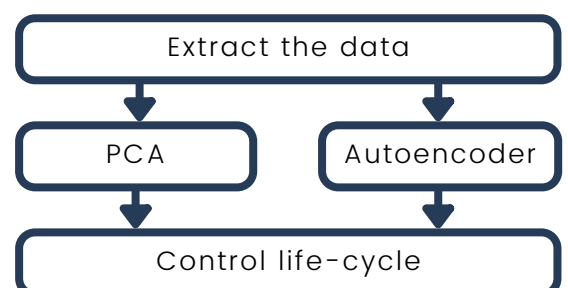 Extract the data
PCA
Autoencoder
Control life-cycle